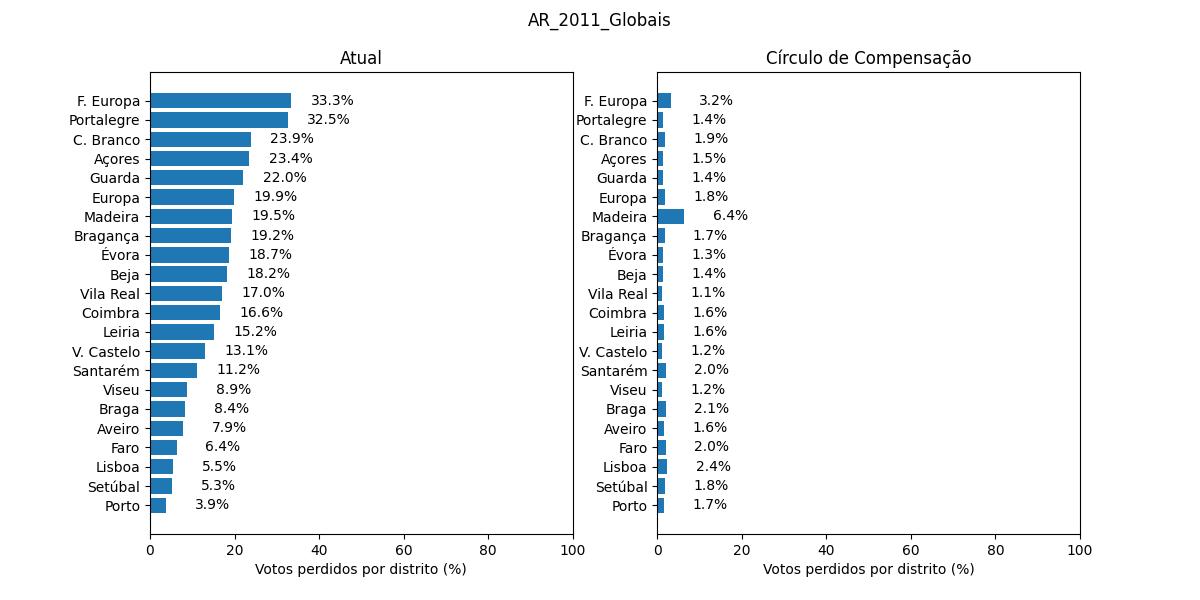 AR_2011_Globais
Atual
F. Europa 33.3%
Portalegre 32.5%
C. Branco 23.9%
Açores 23.4%
Guarda 22.0%
Europa 19.9%
Madeira 19.5%
Bragança 19.2%
Évora 18.7%
Beja 18.2%
Vila Real 17.0%
Coimbra 16.6%
Leiria 15.2%
V. Castelo 13.1%
Santarém 11.2%
Viseu 8.9%
Braga 8.4%
Aveiro 7.9%
Faro 6.4%
Lisboa 5.5%
Setúbal 5.3%
Porto 3.9%
0 20 40 60 80 100
Votos perdidos por distrito (%)
Círculo de Compensação
F. Europa 3.2%
Portalegre 1.4%
C. Branco 1.9%
Açores 1.5%
Guarda 1.4%
Europa 1.8%
Madeira 6.4%
Bragança 1.7%
Évora 1.3%
Beja 1.4%
Vila Real 1.1%
Coimbra 1.6%
Leiria 1.6%
V. Castelo 1.2%
Santarém 2.0%
Viseu 1.2%
Braga 2.1%
Aveiro 1.6%
Faro 2.0%
Lisboa 2.4%
Setúbal 1.8%
Porto 1.7%
0 20 40 60 80 100
Votos perdidos por distrito (%)